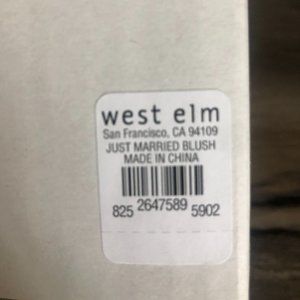 west elm
San Francisco, CA 94109
JUST MARRIED BLUSH
MADE IN CHINA
825 2647589 5902